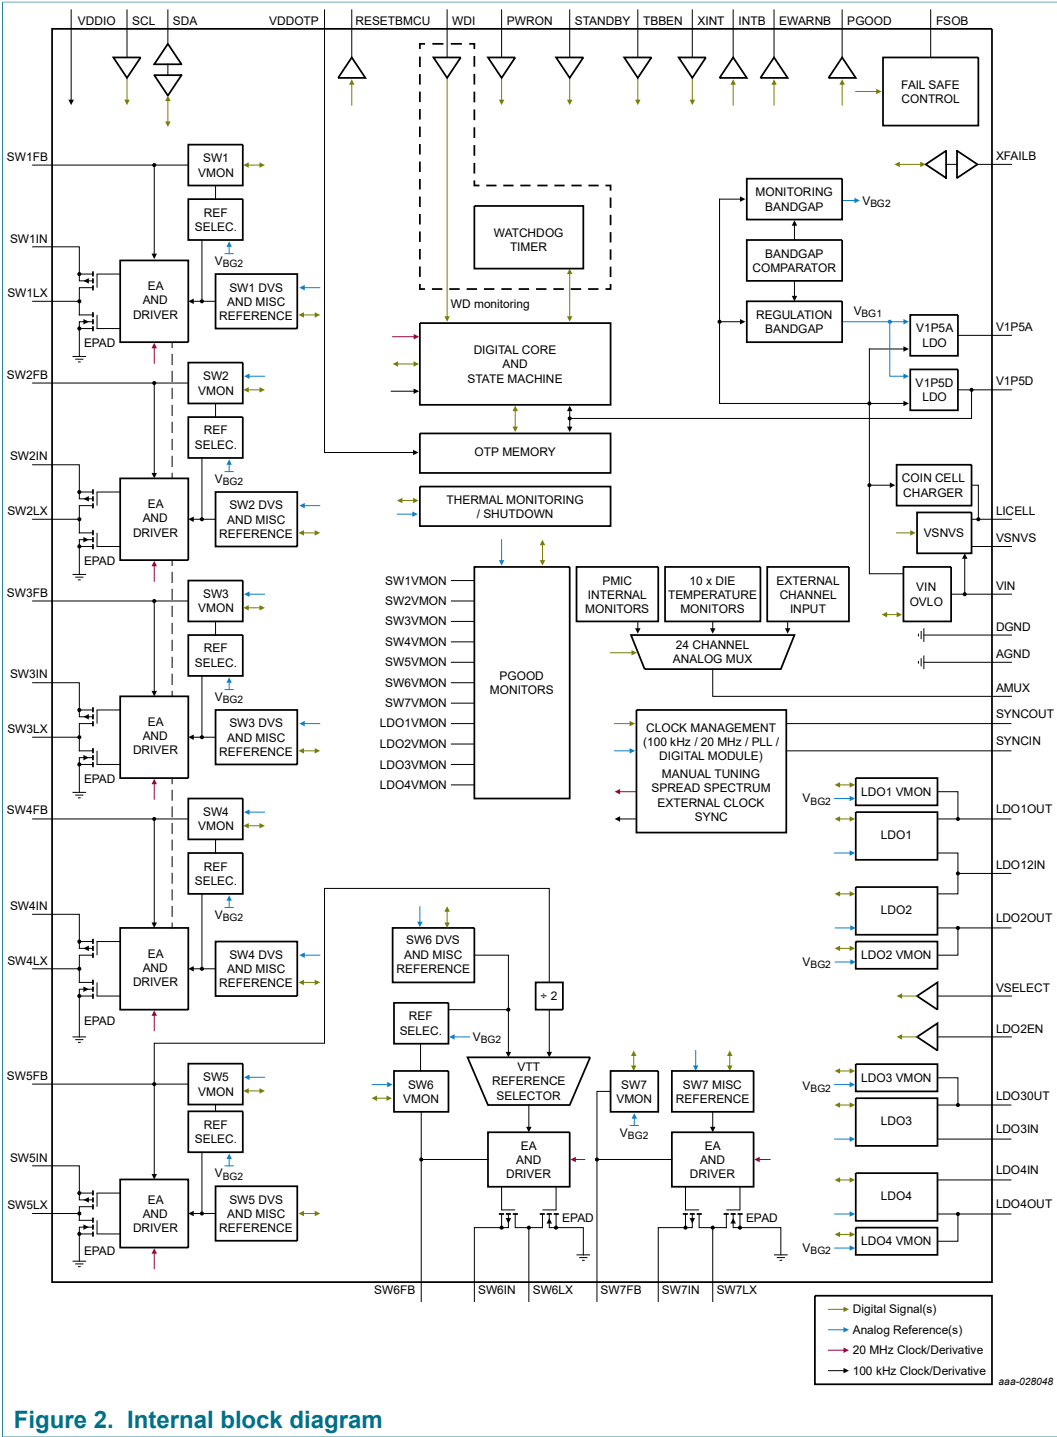 VDDIO SCL SDA VDDOTP RESETBMCU WDI PWRON STANDBY TBBEN XINT INTB EWARNB PGOOD FSOB
FAIL SAFE
CONTROL
XFAILB
SW1FB
SW1
VMON
REF
SELEC.
VBG2
SW1IN
SW1LX
EA
AND
DRIVER
EPAD
SW1 DVS
AND MISC
REFERENCE
WATCHDOG
TIMER
WD monitoring
MONITORING
BANDGAP
VBG2
BANDGAP
COMPARATOR
REGULATION
BANDGAP
VBG1
V1P5A
LDO
V1P5A
V1P5D
LDO
V1P5D
DIGITAL CORE
AND
STATE MACHINE
OTP MEMORY
THERMAL MONITORING
/ SHUTDOWN
SW2FB
SW2
VMON
REF
SELEC.
VBG2
SW2IN
SW2LX
EA
AND
DRIVER
EPAD
SW2 DVS
AND MISC
REFERENCE
COIN CELL
CHARGER
LICELL
VSNVS
VSNVS
VIN
OVLO
VIN
DGND
AGND
SW3FB
SW3
VMON
REF
SELEC.
VBG2
SW3IN
SW3LX
EA
AND
DRIVER
EPAD
SW3 DVS
AND MISC
REFERENCE
SW1VMON
SW2VMON
SW3VMON
SW4VMON
SW5VMON
SW6VMON
SW7VMON
LDO1VMON
LDO2VMON
LDO3VMON
LDO4VMON
PGOOD
MONITORS
PMIC
INTERNAL
MONITORS
10 x DIE
TEMPERATURE
MONITORS
EXTERNAL
CHANNEL
INPUT
24 CHANNEL
ANALOG MUX
AMUX
CLOCK MANAGEMENT
(100 kHz / 20 MHz / PLL /
DIGITAL MODULE)
MANUAL TUNING
SPREAD SPECTRUM
EXTERNAL CLOCK
SYNC
SYNCOUT
SYNCIN
SW4FB
SW4
VMON
REF
SELEC.
VBG2
SW4IN
SW4LX
EA
AND
DRIVER
EPAD
SW4 DVS
AND MISC
REFERENCE
VBG2
LDO1 VMON
LDO1OUT
LDO1
LDO12IN
LDO2
LDO2OUT
VBG2
LDO2 VMON
VSELECT
LDO2EN
SW5FB
SW5
VMON
REF
SELEC.
VBG2
SW5IN
SW5LX
EA
AND
DRIVER
EPAD
SW5 DVS
AND MISC
REFERENCE
SW6 DVS
AND MISC
REFERENCE
REF
SELEC.
VBG2
÷ 2
SW6
VMON
VTT
REFERENCE
SELECTOR
EA
AND
DRIVER
EPAD
SW7
VMON
VBG2
SW7 MISC
REFERENCE
EA
AND
DRIVER
EPAD
VBG2
LDO3 VMON
LDO3OUT
LDO3
LDO3IN
LDO4IN
LDO4
LDO4OUT
VBG2
LDO4 VMON
SW6FB SW6IN SW6LX SW7FB SW7IN SW7LX
Digital Signal(s)
Analog Reference(s)
20 MHz Clock/Derivative
100 kHz Clock/Derivative
aaa-028048
Figure 2. Internal block diagram